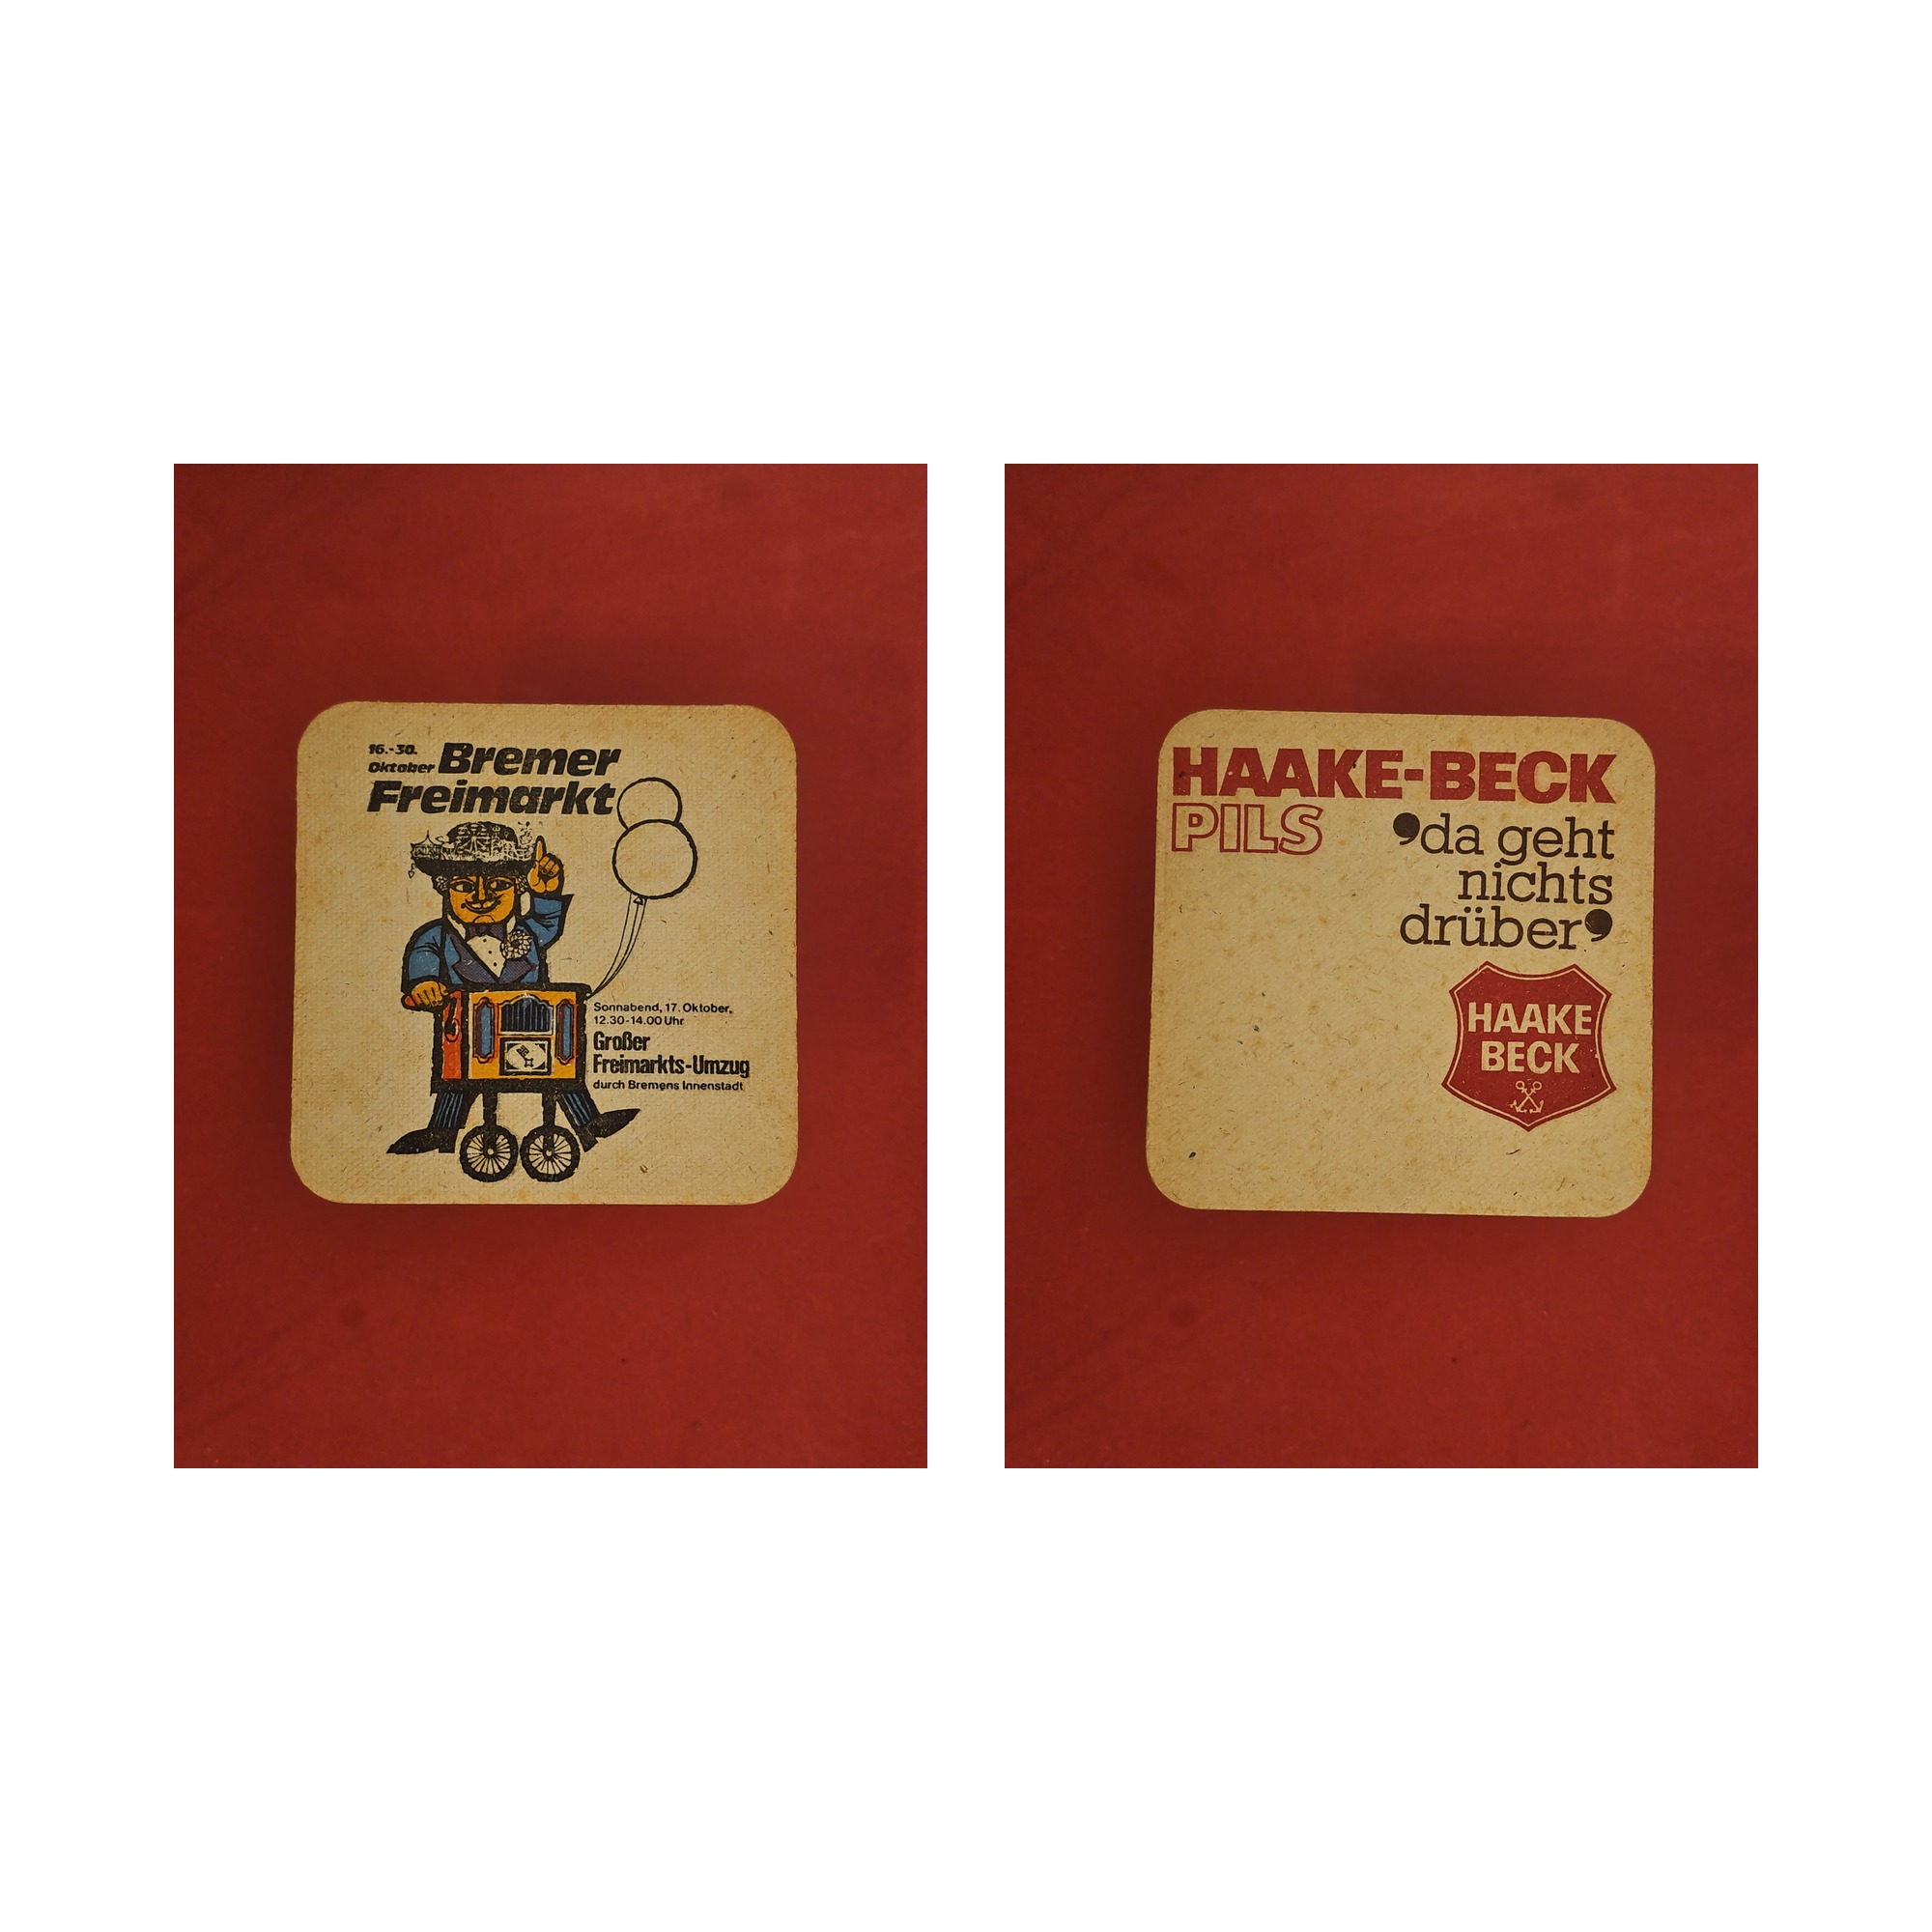 16.-30.
Oktober Bremer
Freimarkt
Sonnabend, 17. Oktober,
12.30-14.00 Uhr
Großer
Freimarkts-Umzug
durch Bremens Innenstadt
HAAKE-BECK
PILS
❜da geht
nichts
drüber❜
HAAKE
BECK